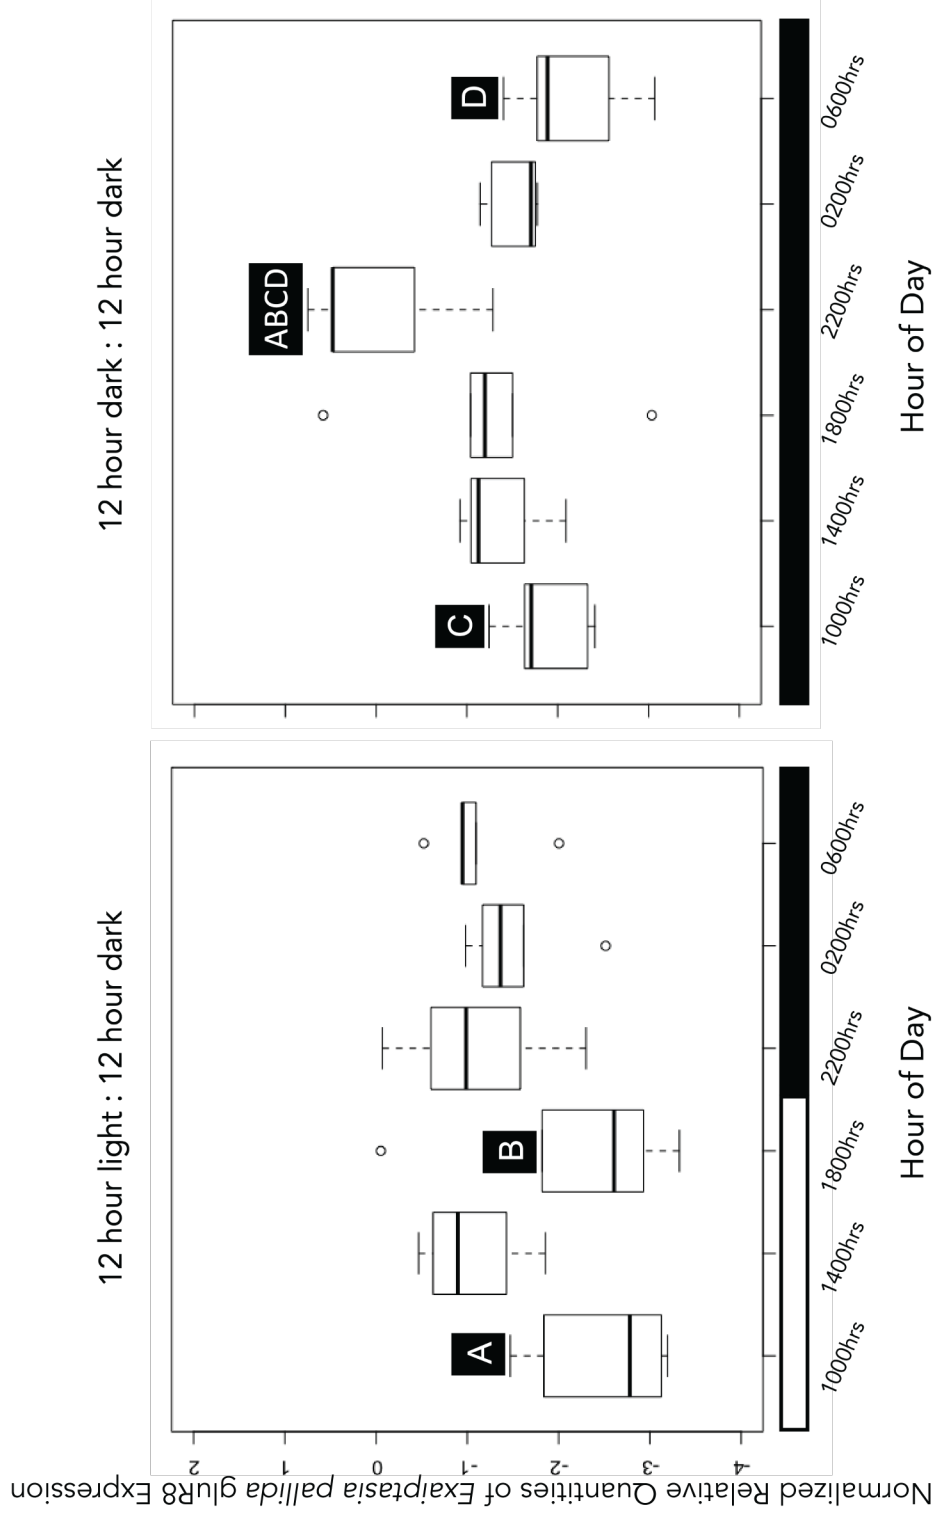 12 hour light : 12 hour dark
12 hour dark : 12 hour dark
Normalized Relative Quantities of Exaiptasia pallida gluR8 Expression
2
1
0
-1
-2
-3
-4
A
B
C
ABCD
D
1000hrs 1400hrs 1800hrs 2200hrs 0200hrs 0600hrs
1000hrs 1400hrs 1800hrs 2200hrs 0200hrs 0600hrs
Hour of Day
Hour of Day